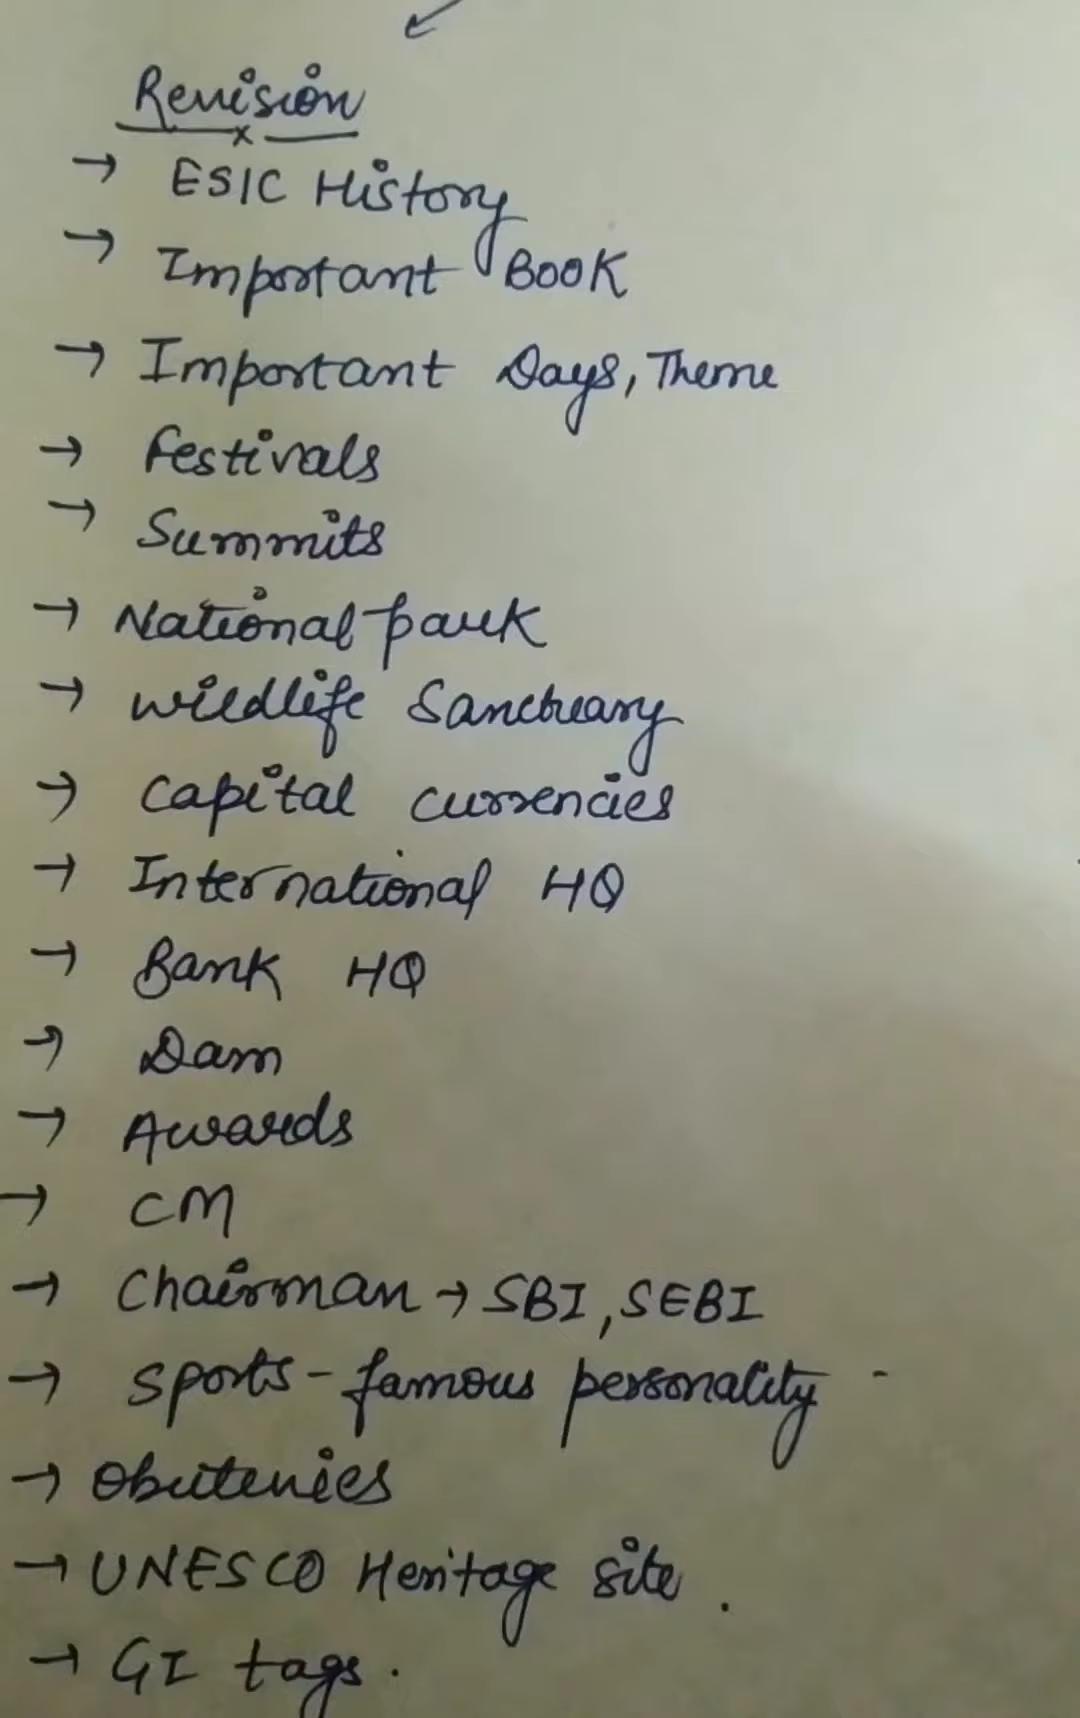 Revision
→ ESIC History
→ Important Book
→ Important Days, Theme
→ Festivals
→ Summits
→ National park
→ Wildlife Sanctuary
→ Capital currencies
→ International HQ
→ Bank HQ
→ Dam
→ Awards
→ CM
→ Chairman → SBI, SEBI
→ Sports - famous personality -
→ Obuteries
→ UNESCO Heritage site.
→ GI tags.